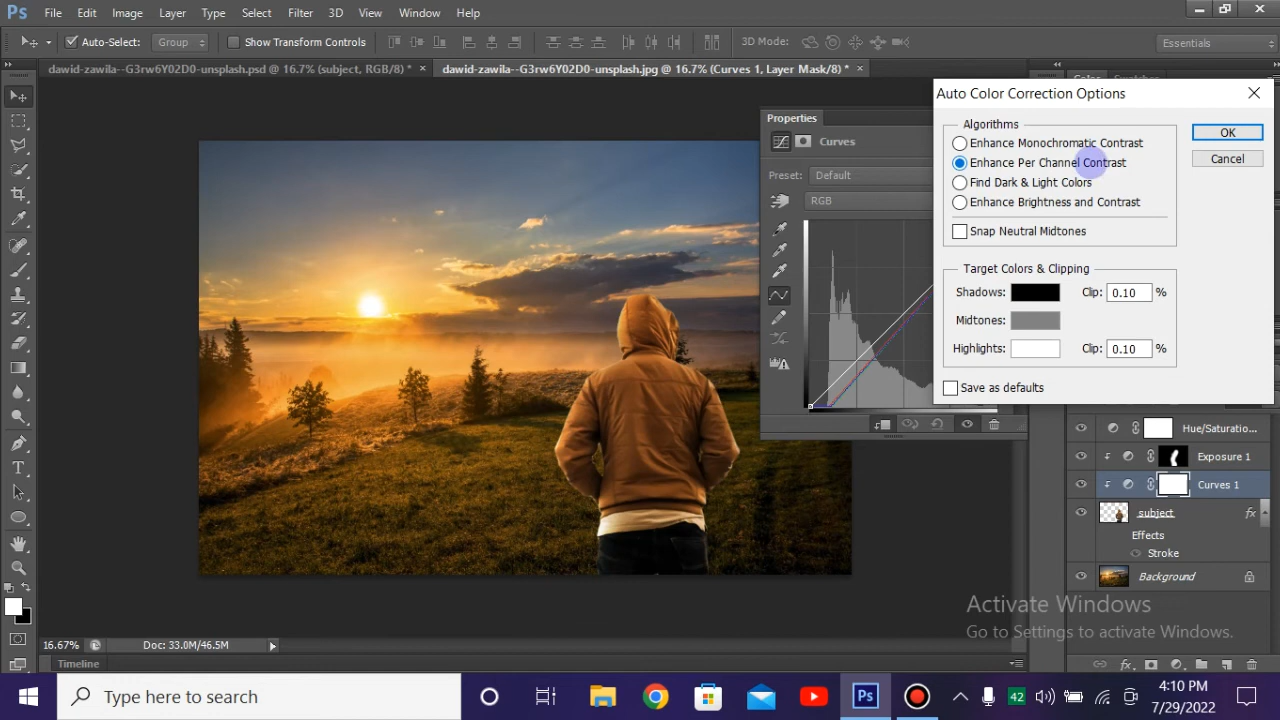 Ps File Edit Image Layer Type Select Filter 3D View Window Help
Auto-Select: Group Show Transform Controls 3D Mode: Essentials
dawid-zawila--G3rw6Y02D0-unsplash.psd @ 16.7% (subject, RGB/8) * × dawid-zawila--G3rw6Y02D0-unsplash.jpg @ 16.7% (Curves 1, Layer Mask/8) * ×
Color Swatches
Auto Color Correction Options
Properties
Curves
Preset: Default
RGB
Algorithms
Enhance Monochromatic Contrast
Enhance Per Channel Contrast
Find Dark & Light Colors
Enhance Brightness and Contrast
Snap Neutral Midtones
OK
Cancel
Target Colors & Clipping
Shadows: Clip: 0.10 %
Midtones:
Highlights: Clip: 0.10 %
Save as defaults
Hue/Saturatio...
Exposure 1
Curves 1
subject fx
Effects
Stroke
Background
Activate Windows
Go to Settings to activate Windows.
16.67% Doc: 33.0M/46.5M
Timeline
Type here to search
Ps
42
4:10 PM
7/29/2022